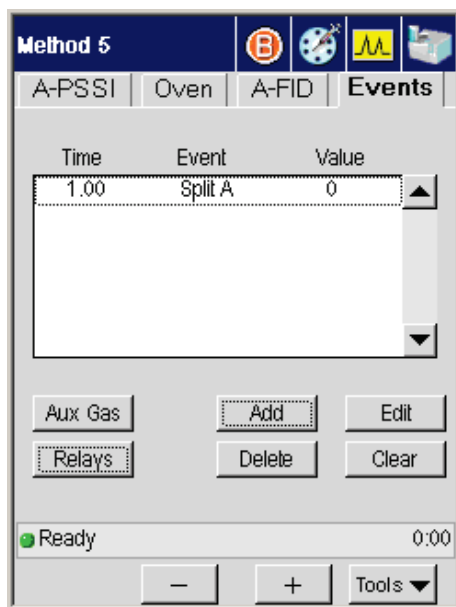 Method 5
B
A-PSSI Oven A-FID Events
Time Event Value
1.00 Split A 0
Aux Gas Add Edit
Relays Delete Clear
Ready 0:00
− + Tools